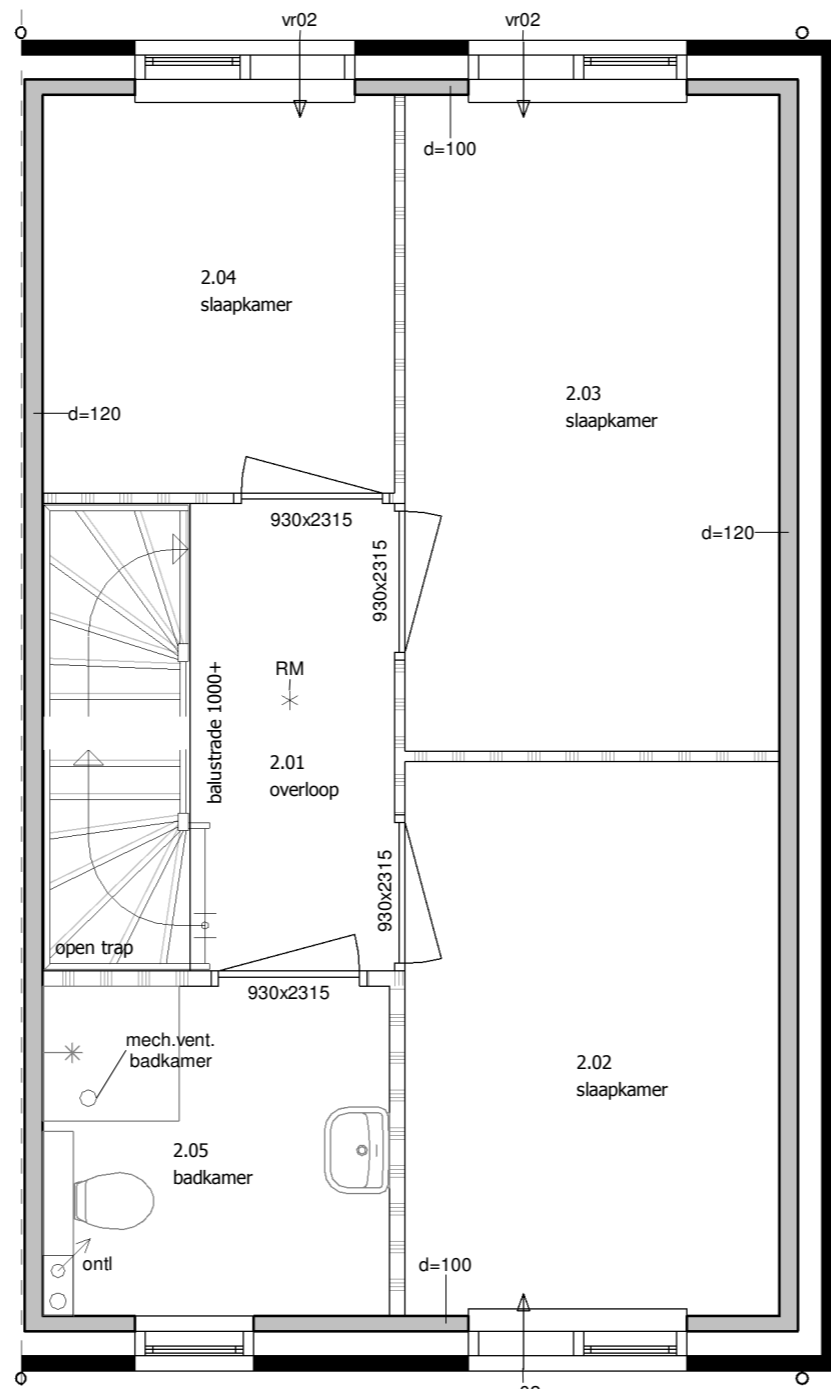 vr02
vr02
d=100
2.04
slaapkamer
2.03
slaapkamer
d=120
930x2315
d=120
930x2315
RM
balustrade 1000+
2.01
overloop
930x2315
open trap
930x2315
mech.vent.
badkamer
2.02
slaapkamer
2.05
badkamer
ontl
d=100